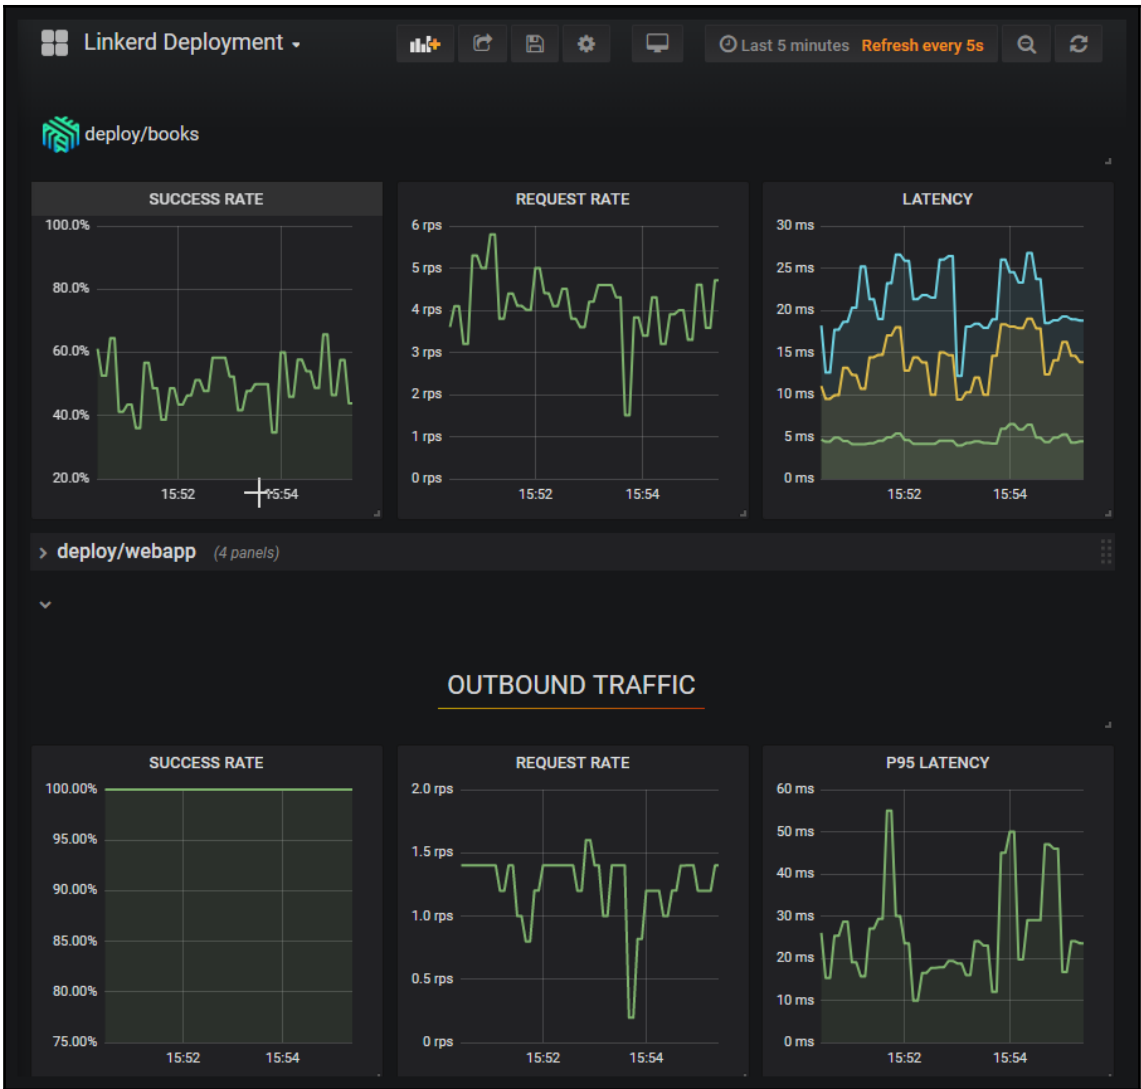 Linkerd Deployment
Last 5 minutes Refresh every 5s
deploy/books
SUCCESS RATE
100.0%
80.0%
60.0%
40.0%
20.0%
15:52
15:54
REQUEST RATE
6 rps
5 rps
4 rps
3 rps
2 rps
1 rps
0 rps
15:52
15:54
LATENCY
30 ms
25 ms
20 ms
15 ms
10 ms
5 ms
0 ms
15:52
15:54
deploy/webapp (4 panels)
OUTBOUND TRAFFIC
SUCCESS RATE
100.00%
95.00%
90.00%
85.00%
80.00%
75.00%
15:52
15:54
REQUEST RATE
2.0 rps
1.5 rps
1.0 rps
0.5 rps
0 rps
15:52
15:54
P95 LATENCY
60 ms
50 ms
40 ms
30 ms
20 ms
10 ms
0 ms
15:52
15:54